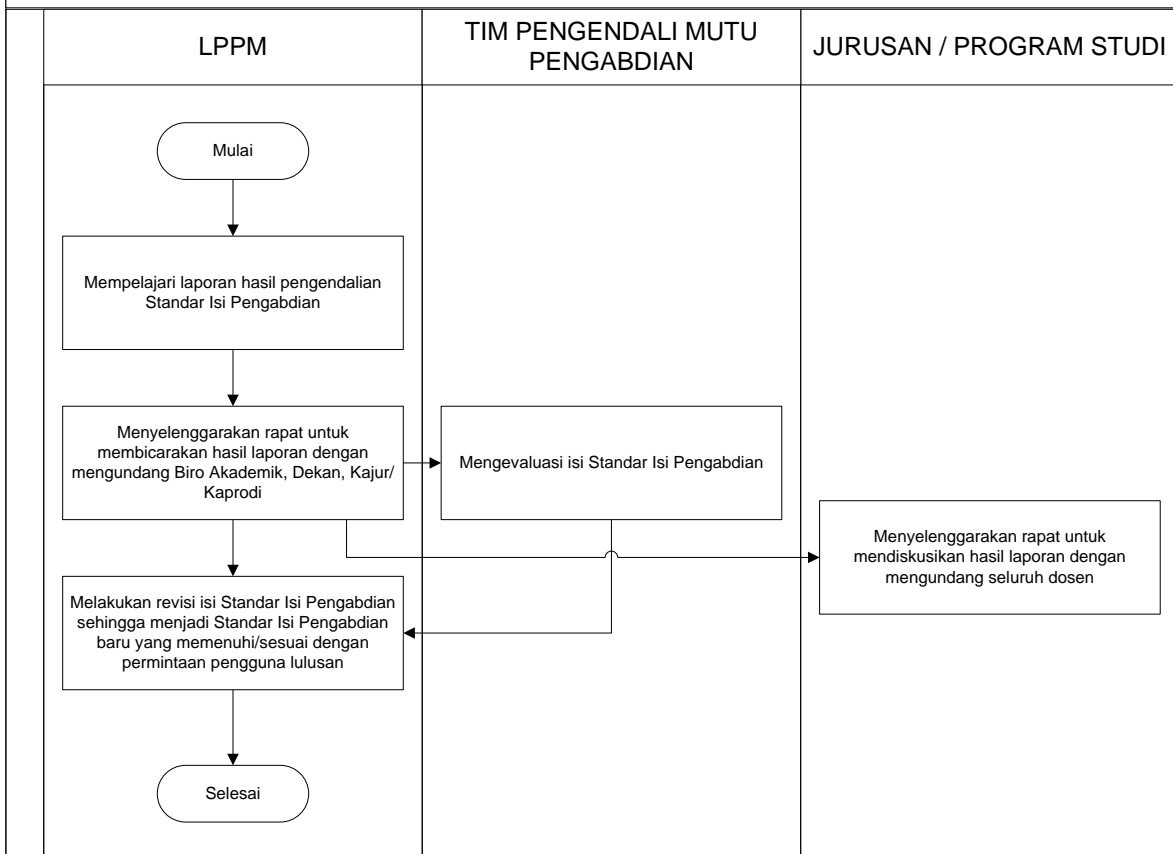 LPPM
TIM PENGENDALI MUTU
PENGABDIAN
JURUSAN / PROGRAM STUDI
Mulai
Mempelajari laporan hasil pengendalian
Standar Isi Pengabdian
Menyelenggarakan rapat untuk
membicarakan hasil laporan dengan
mengundang Biro Akademik, Dekan, Kajur/
Kaprodi
Mengevaluasi isi Standar Isi Pengabdian
Menyelenggarakan rapat untuk
mendiskusikan hasil laporan dengan
mengundang seluruh dosen
Melakukan revisi isi Standar Isi Pengabdian
sehingga menjadi Standar Isi Pengabdian
baru yang memenuhi/sesuai dengan
permintaan pengguna lulusan
Selesai